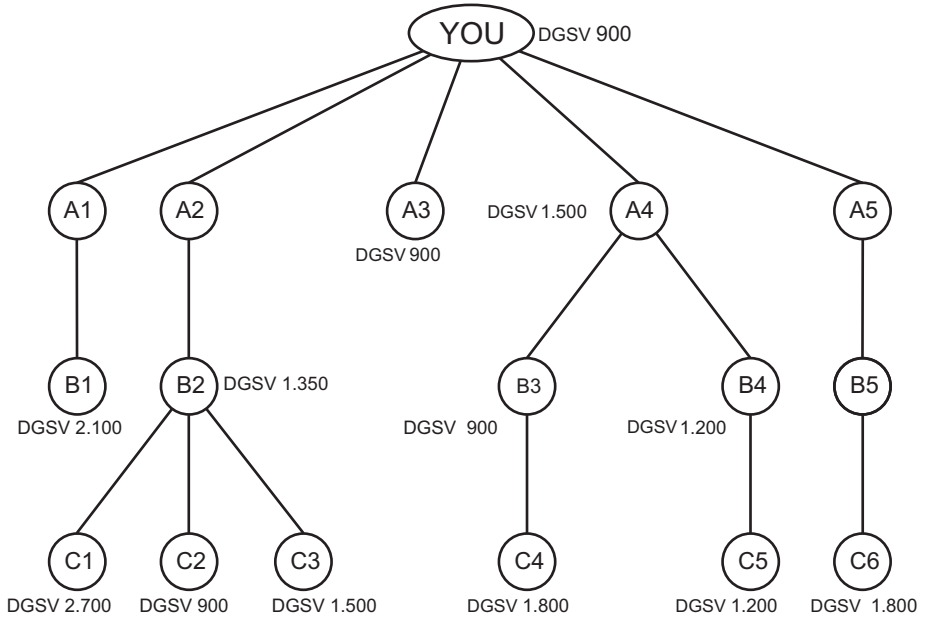 YOU DGSV 900
A1 A2 A3 DGSV 1.500 A4 A5
DGSV 900
B1 B2 DGSV 1.350 B3 B4 B5
DGSV 2.100 DGSV 900 DGSV 1.200
C1 C2 C3 C4 C5 C6
DGSV 2.700 DGSV 900 DGSV 1.500 DGSV 1.800 DGSV 1.200 DGSV 1.800